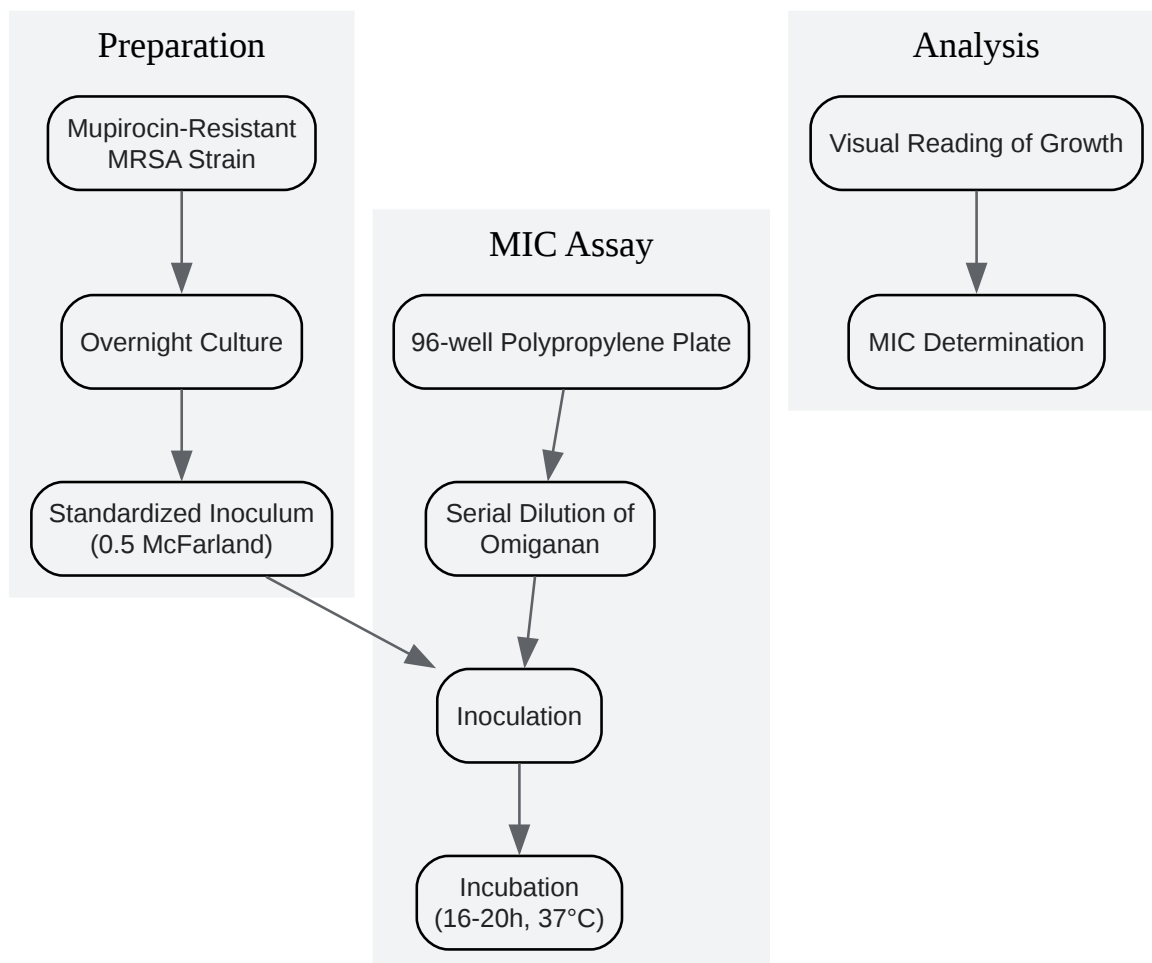 Preparation
Mupirocin-Resistant
MRSA Strain
Overnight Culture
Standardized Inoculum
(0.5 McFarland)
MIC Assay
96-well Polypropylene Plate
Serial Dilution of
Omiganan
Inoculation
Incubation
(16-20h, 37°C)
Analysis
Visual Reading of Growth
MIC Determination